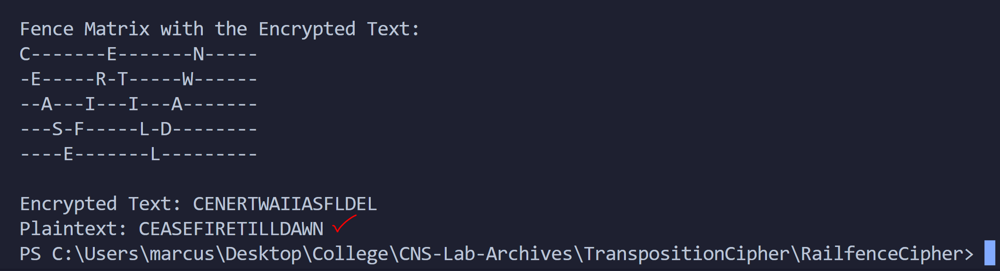 Fence Matrix with the Encrypted Text:
C-------E-------N-----
-E-----R-T-----W------
--A---I---I---A-------
---S-F-----L-D--------
----E-------L---------
Encrypted Text: CENERTWAIIASFLDEL
Plaintext: CEASEFIRETILLDAWN
PS C:\Users\marcus\Desktop\College\CNS-Lab-Archives\TranspositionCipher\RailfenceCipher>